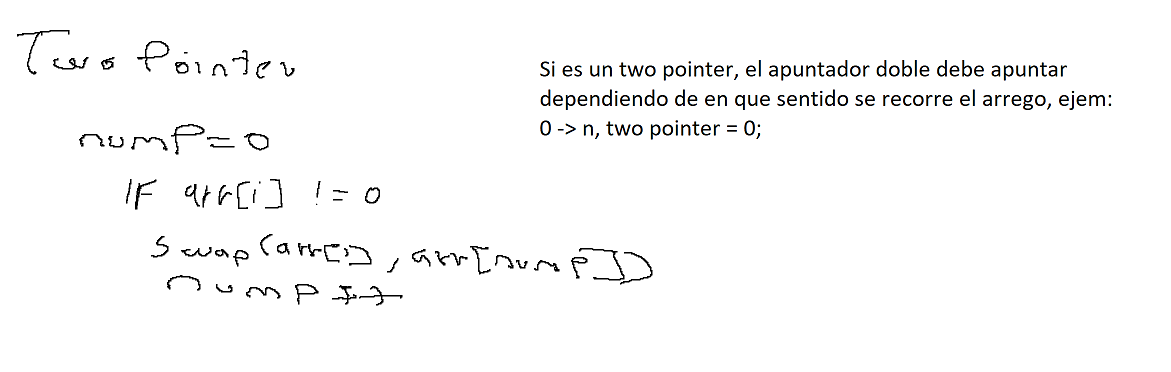 Two Pointer
Si es un two pointer, el apuntador doble debe apuntar
dependiendo de en que sentido se recorre el arrego, ejem:
0 -> n, two pointer = 0;
numP=0
IF arr[i] != 0
swap(arr[i], arr[numP])
numP++